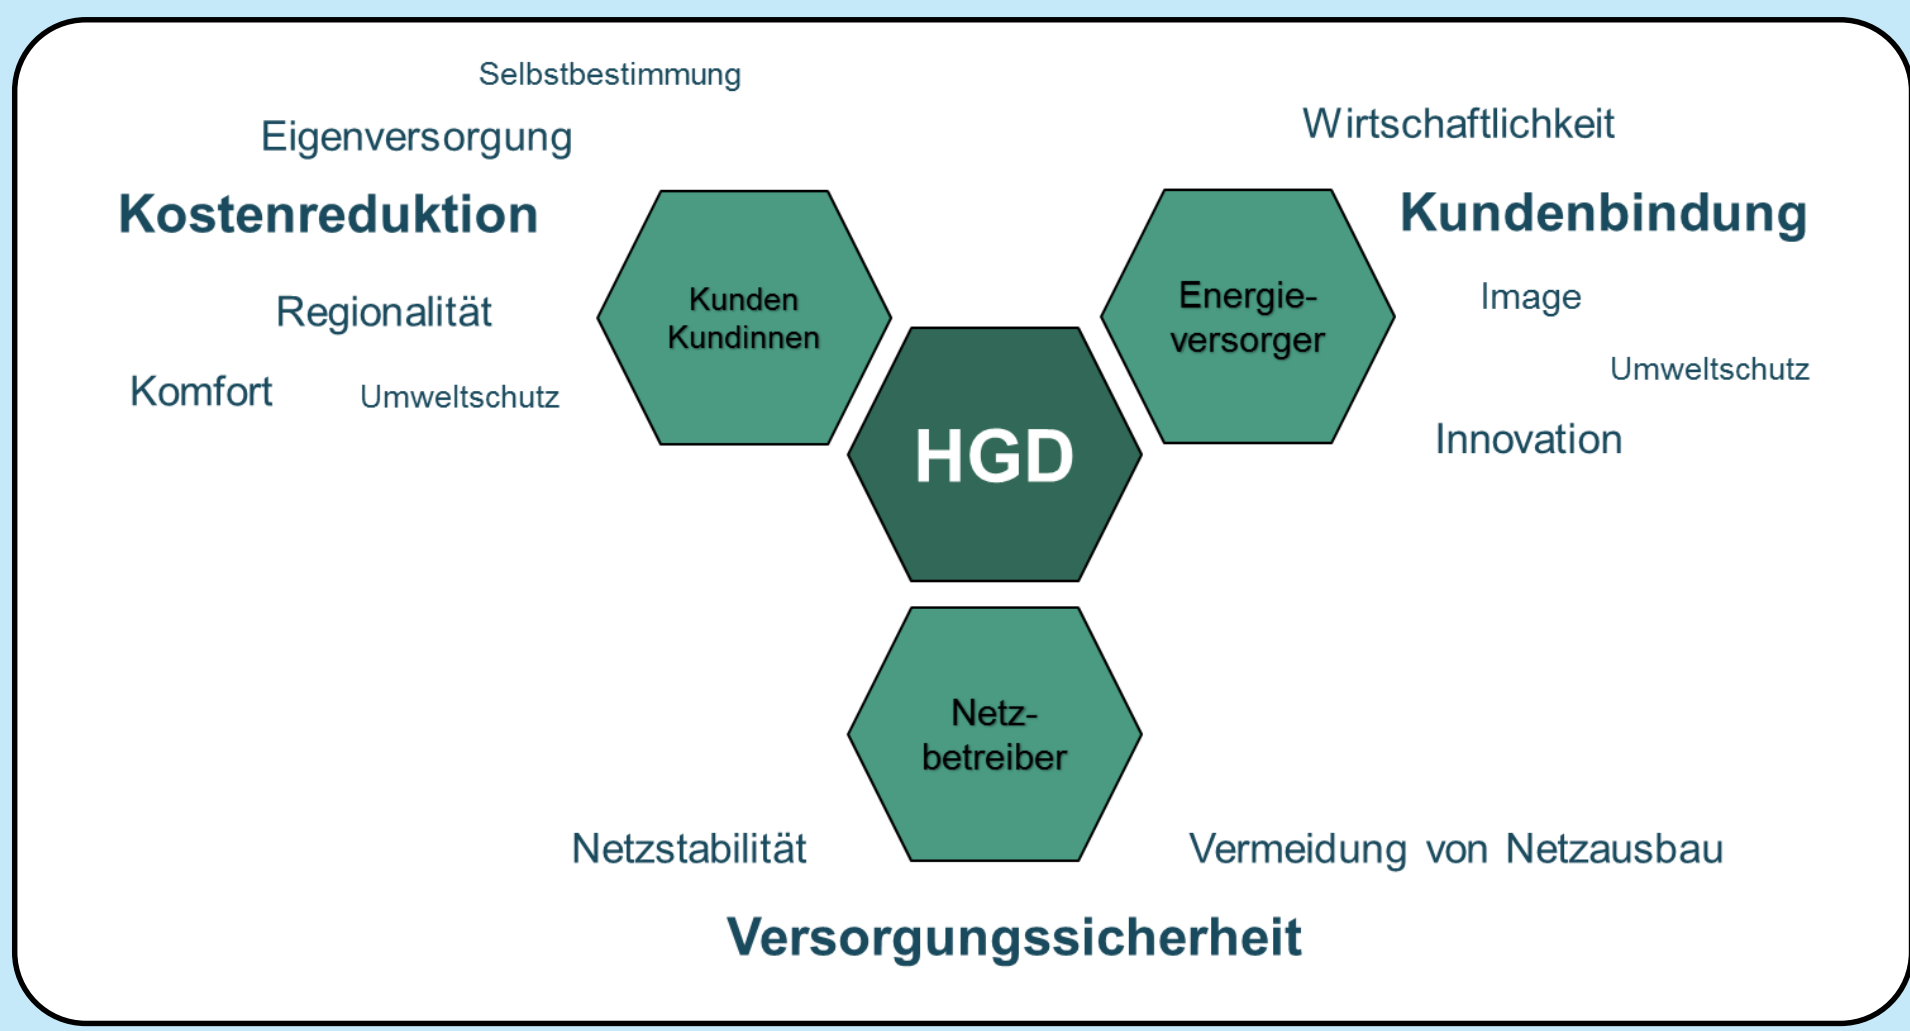 Selbstbestimmung
Eigenversorgung
Kostenreduktion
Regionalität
Komfort
Umweltschutz
Kunden
Kundinnen
HGD
Energie-
versorger
Wirtschaftlichkeit
Kundenbindung
Image
Umweltschutz
Innovation
Netz-
betreiber
Netzstabilität
Vermeidung von Netzausbau
Versorgungssicherheit